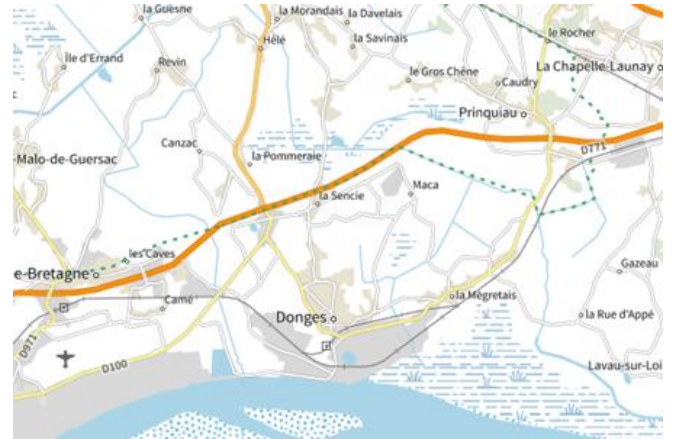 la Guesne
la Morandais
la Davelais
Hélé
la Savinais
le Rocher
Île d'Errand
Revin
le Gros Chêne
Caudry
La Chapelle-Launay
Prinquiau
Canzac
-Malo-de-Guersac
la Pommeraie
D771
Maca
la Sencie
les Caves
e-Bretagne
Gazeau
Camé
la Mégretais
Donges
la Rue d'Appé
D971
D100
Lavau-sur-Loi